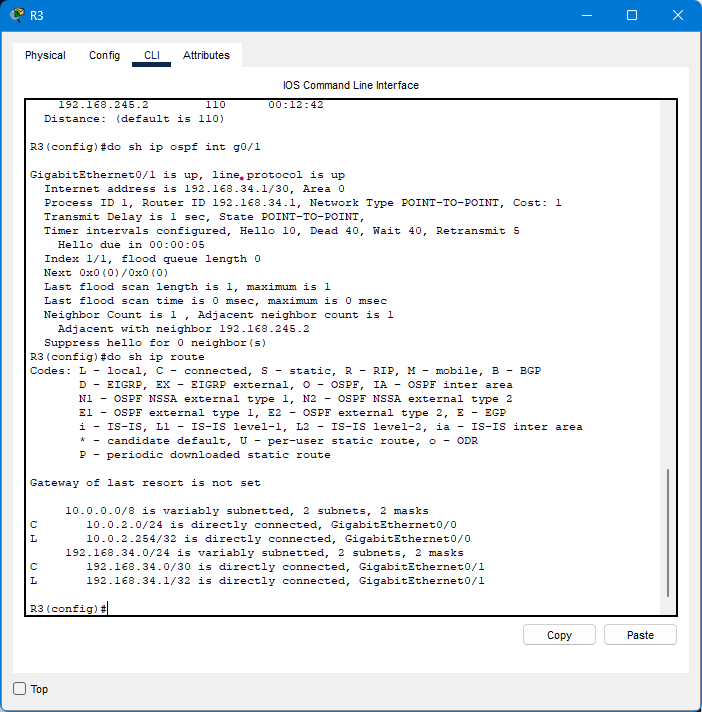 R3
Physical Config CLI Attributes
IOS Command Line Interface
192.168.245.2 110 00:12:42
Distance: (default is 110)
R3(config)#do sh ip ospf int g0/1
GigabitEthernet0/1 is up, line protocol is up
Internet address is 192.168.34.1/30, Area 0
Process ID 1, Router ID 192.168.34.1, Network Type POINT-TO-POINT, Cost: 1
Transmit Delay is 1 sec, State POINT-TO-POINT,
Timer intervals configured, Hello 10, Dead 40, Wait 40, Retransmit 5
Hello due in 00:00:05
Index 1/1, flood queue length 0
Next 0x0(0)/0x0(0)
Last flood scan length is 1, maximum is 1
Last flood scan time is 0 msec, maximum is 0 msec
Neighbor Count is 1 , Adjacent neighbor count is 1
Adjacent with neighbor 192.168.245.2
Suppress hello for 0 neighbor(s)
R3(config)#do sh ip route
Codes: L - local, C - connected, S - static, R - RIP, M - mobile, B - BGP
D - EIGRP, EX - EIGRP external, O - OSPF, IA - OSPF inter area
N1 - OSPF NSSA external type 1, N2 - OSPF NSSA external type 2
E1 - OSPF external type 1, E2 - OSPF external type 2, E - EGP
i - IS-IS, L1 - IS-IS level-1, L2 - IS-IS level-2, ia - IS-IS inter area
* - candidate default, U - per-user static route, o - ODR
P - periodic downloaded static route
Gateway of last resort is not set
10.0.0.0/8 is variably subnetted, 2 subnets, 2 masks
C 10.0.2.0/24 is directly connected, GigabitEthernet0/0
L 10.0.2.254/32 is directly connected, GigabitEthernet0/0
192.168.34.0/24 is variably subnetted, 2 subnets, 2 masks
C 192.168.34.0/30 is directly connected, GigabitEthernet0/1
L 192.168.34.1/32 is directly connected, GigabitEthernet0/1
R3(config)#
Copy Paste
Top